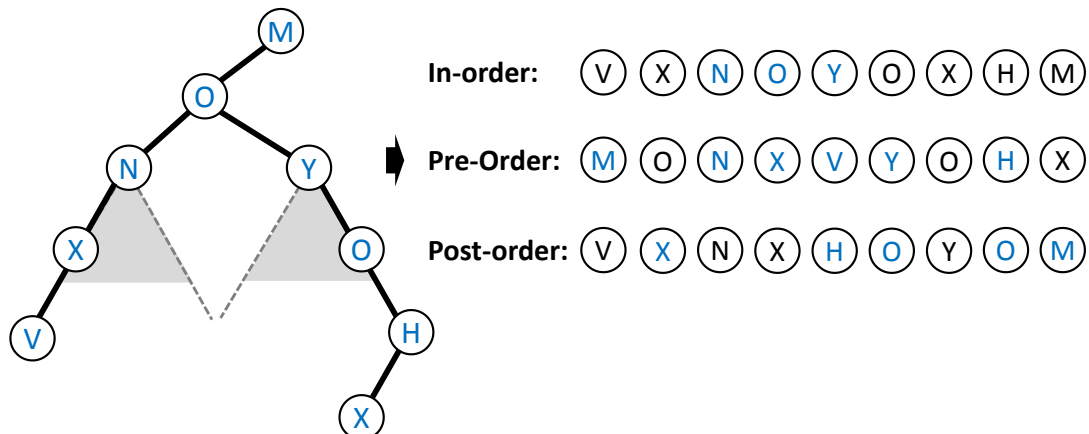 M
O
N Y
X O
V H
X
In-order: V X N O Y O X H M
Pre-Order: M O N X V Y O H X
Post-order: V X N X H O Y O M